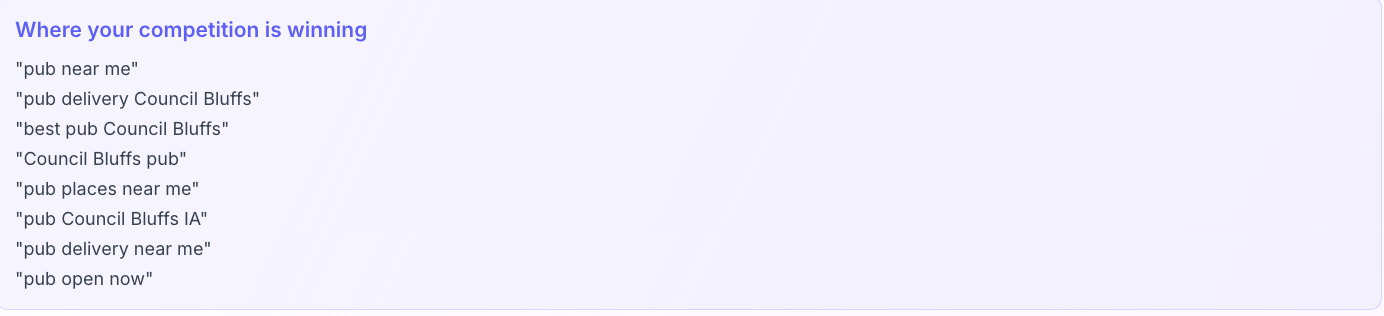 Where your competition is winning
"pub near me"
"pub delivery Council Bluffs"
"best pub Council Bluffs"
"Council Bluffs pub"
"pub places near me"
"pub Council Bluffs IA"
"pub delivery near me"
"pub open now"